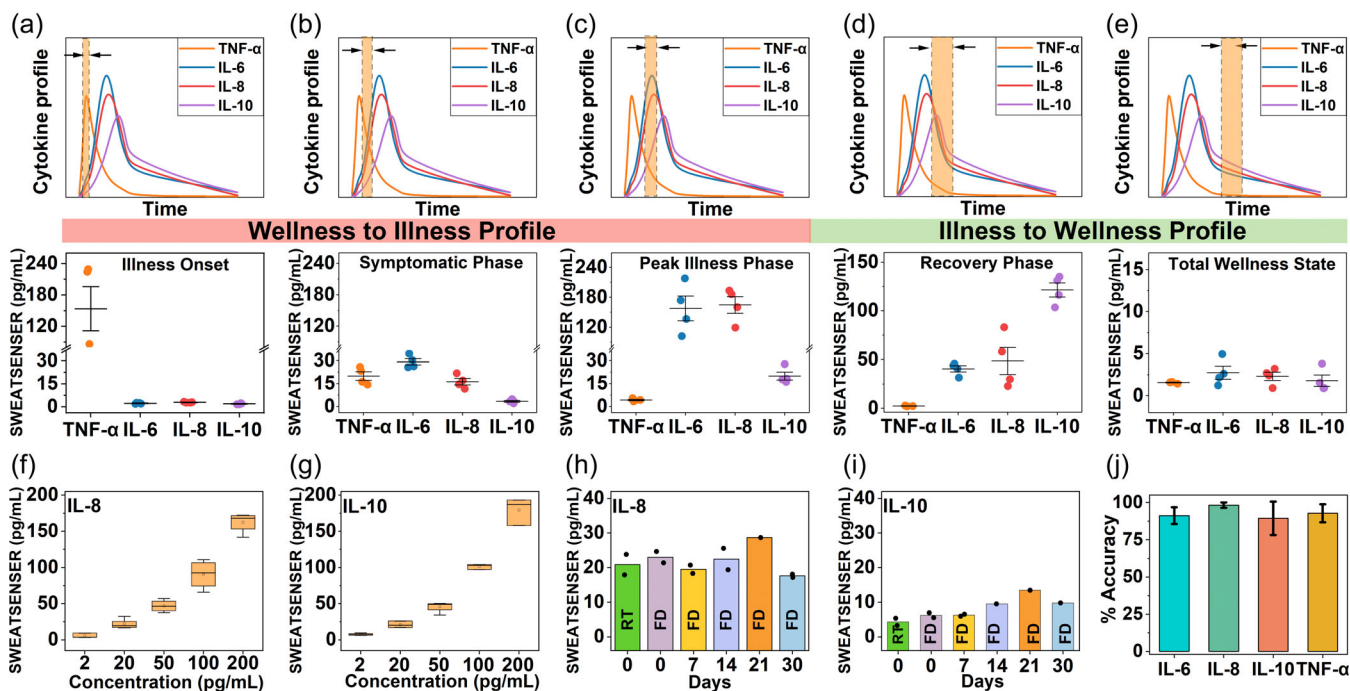 (a)
Cytokine profile
TNF-α
IL-6
IL-8
IL-10
Time
(b)
Cytokine profile
TNF-α
IL-6
IL-8
IL-10
Time
(c)
Cytokine profile
TNF-α
IL-6
IL-8
IL-10
Time
(d)
Cytokine profile
TNF-α
IL-6
IL-8
IL-10
Time
(e)
Cytokine profile
TNF-α
IL-6
IL-8
IL-10
Time
Wellness to Illness Profile
Illness to Wellness Profile
SWEATSENSER (pg/mL)
Illness Onset
240
180
120
30
15
0
TNF-α IL-6 IL-8 IL-10
SWEATSENSER (pg/mL)
Symptomatic Phase
240
180
120
30
15
0
TNF-α IL-6 IL-8 IL-10
SWEATSENSER (pg/mL)
Peak Illness Phase
240
180
120
30
15
0
TNF-α IL-6 IL-8 IL-10
SWEATSENSER (pg/mL)
Recovery Phase
150
100
50
0
TNF-α IL-6 IL-8 IL-10
SWEATSENSER (pg/mL)
Total Wellness State
15
10
5
0
TNF-α IL-6 IL-8 IL-10
(f)
SWEATSENSER (pg/mL)
IL-8
200
150
100
50
0
2 20 50 100 200
Concentration (pg/mL)
(g)
SWEATSENSER (pg/mL)
IL-10
200
150
100
50
0
2 20 50 100 200
Concentration (pg/mL)
(h)
SWEATSENSER (pg/mL)
IL-8
40
30
20
10
0
RT FD FD FD FD FD
0 0 7 14 21 30
Days
(i)
SWEATSENSER (pg/mL)
IL-10
40
30
20
10
0
RT FD FD FD FD FD
0 0 7 14 21 30
Days
(j)
% Accuracy
100
75
50
25
0
IL-6 IL-8 IL-10 TNF-α